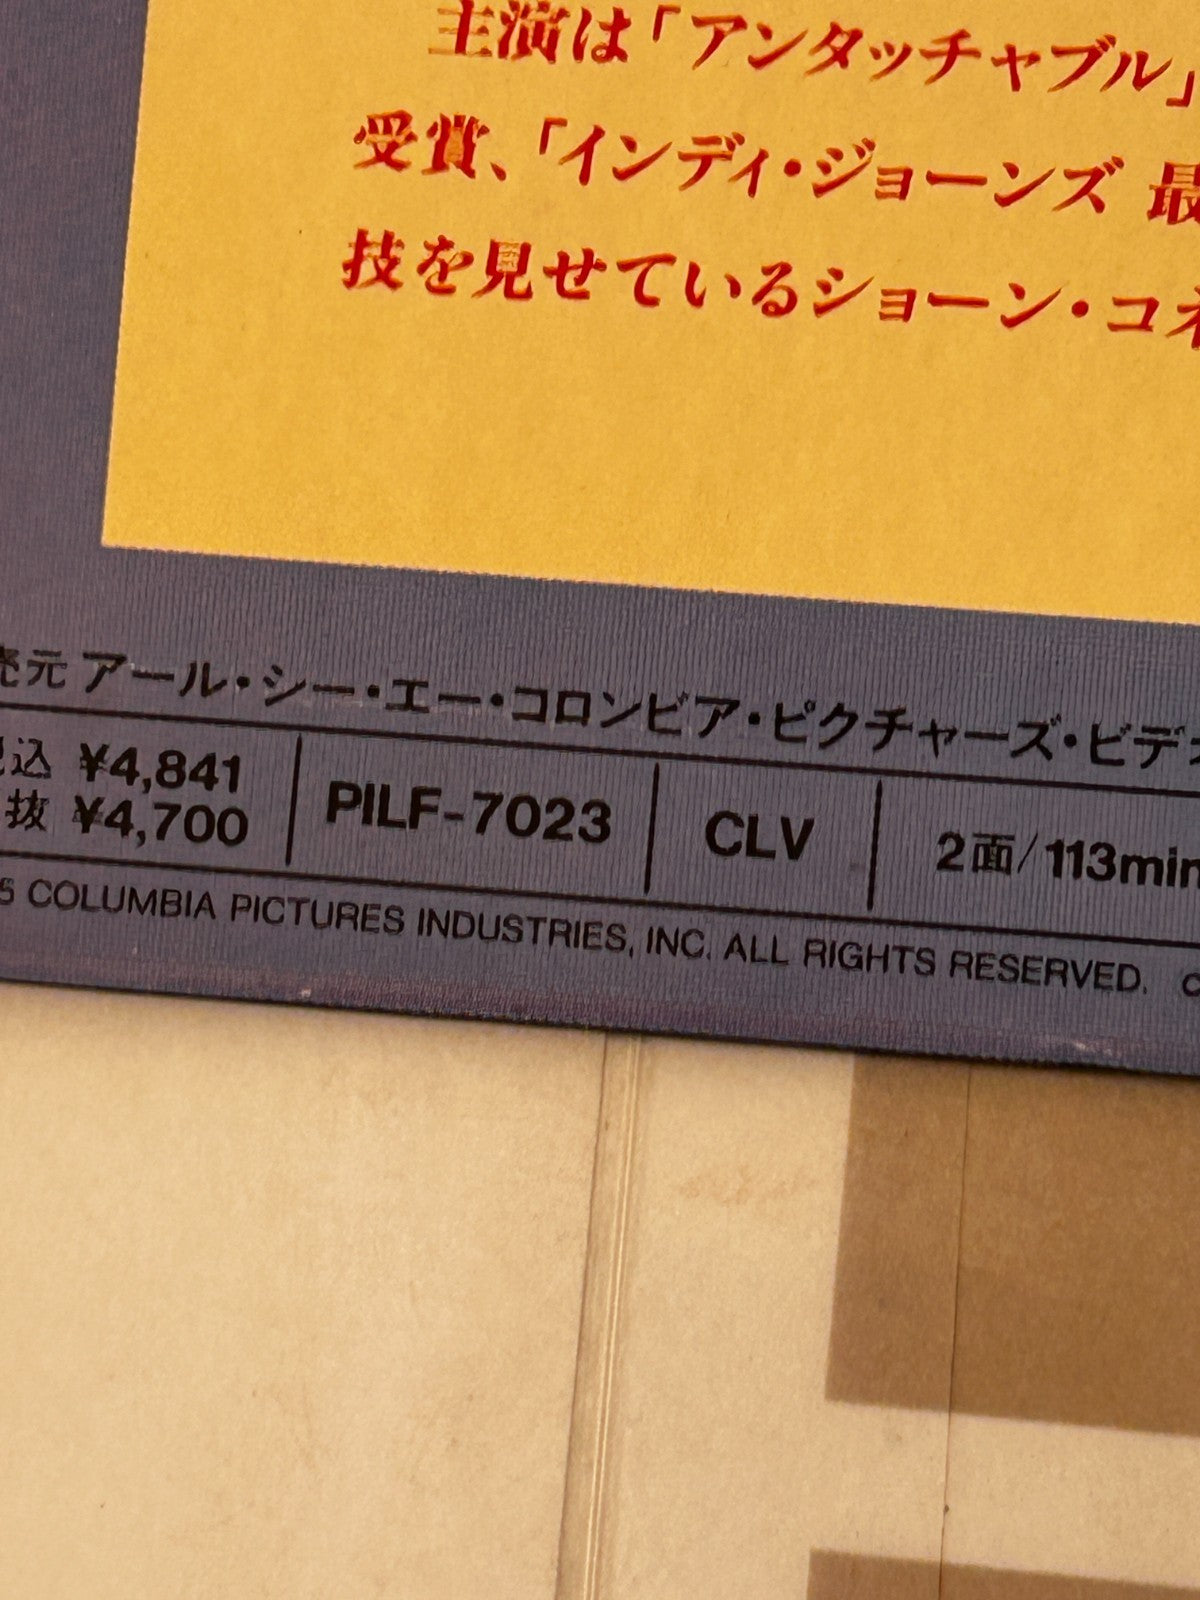 主演は「アンタッチャブル」
受賞、「インディ・ジョーンズ 最
技を見せているショーン・コネ
売元 アール・シー・エー・コロンビア・ピクチャーズ・ビデオ
税込 ¥4,841
抜 ¥4,700
PILF-7023
CLV
2面/113min
5 COLUMBIA PICTURES INDUSTRIES, INC. ALL RIGHTS RESERVED.